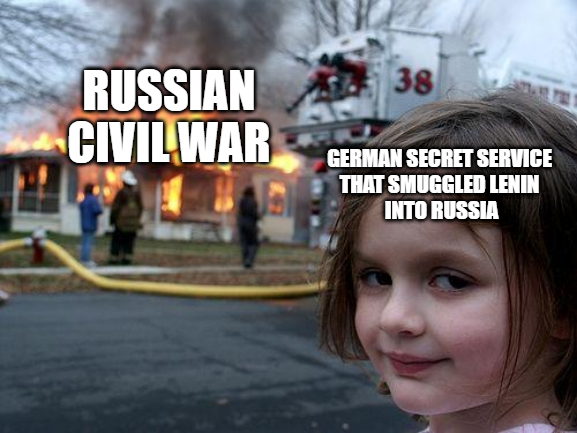 RUSSIAN
CIVIL WAR
38
GERMAN SECRET SERVICE
THAT SMUGGLED LENIN
INTO RUSSIA